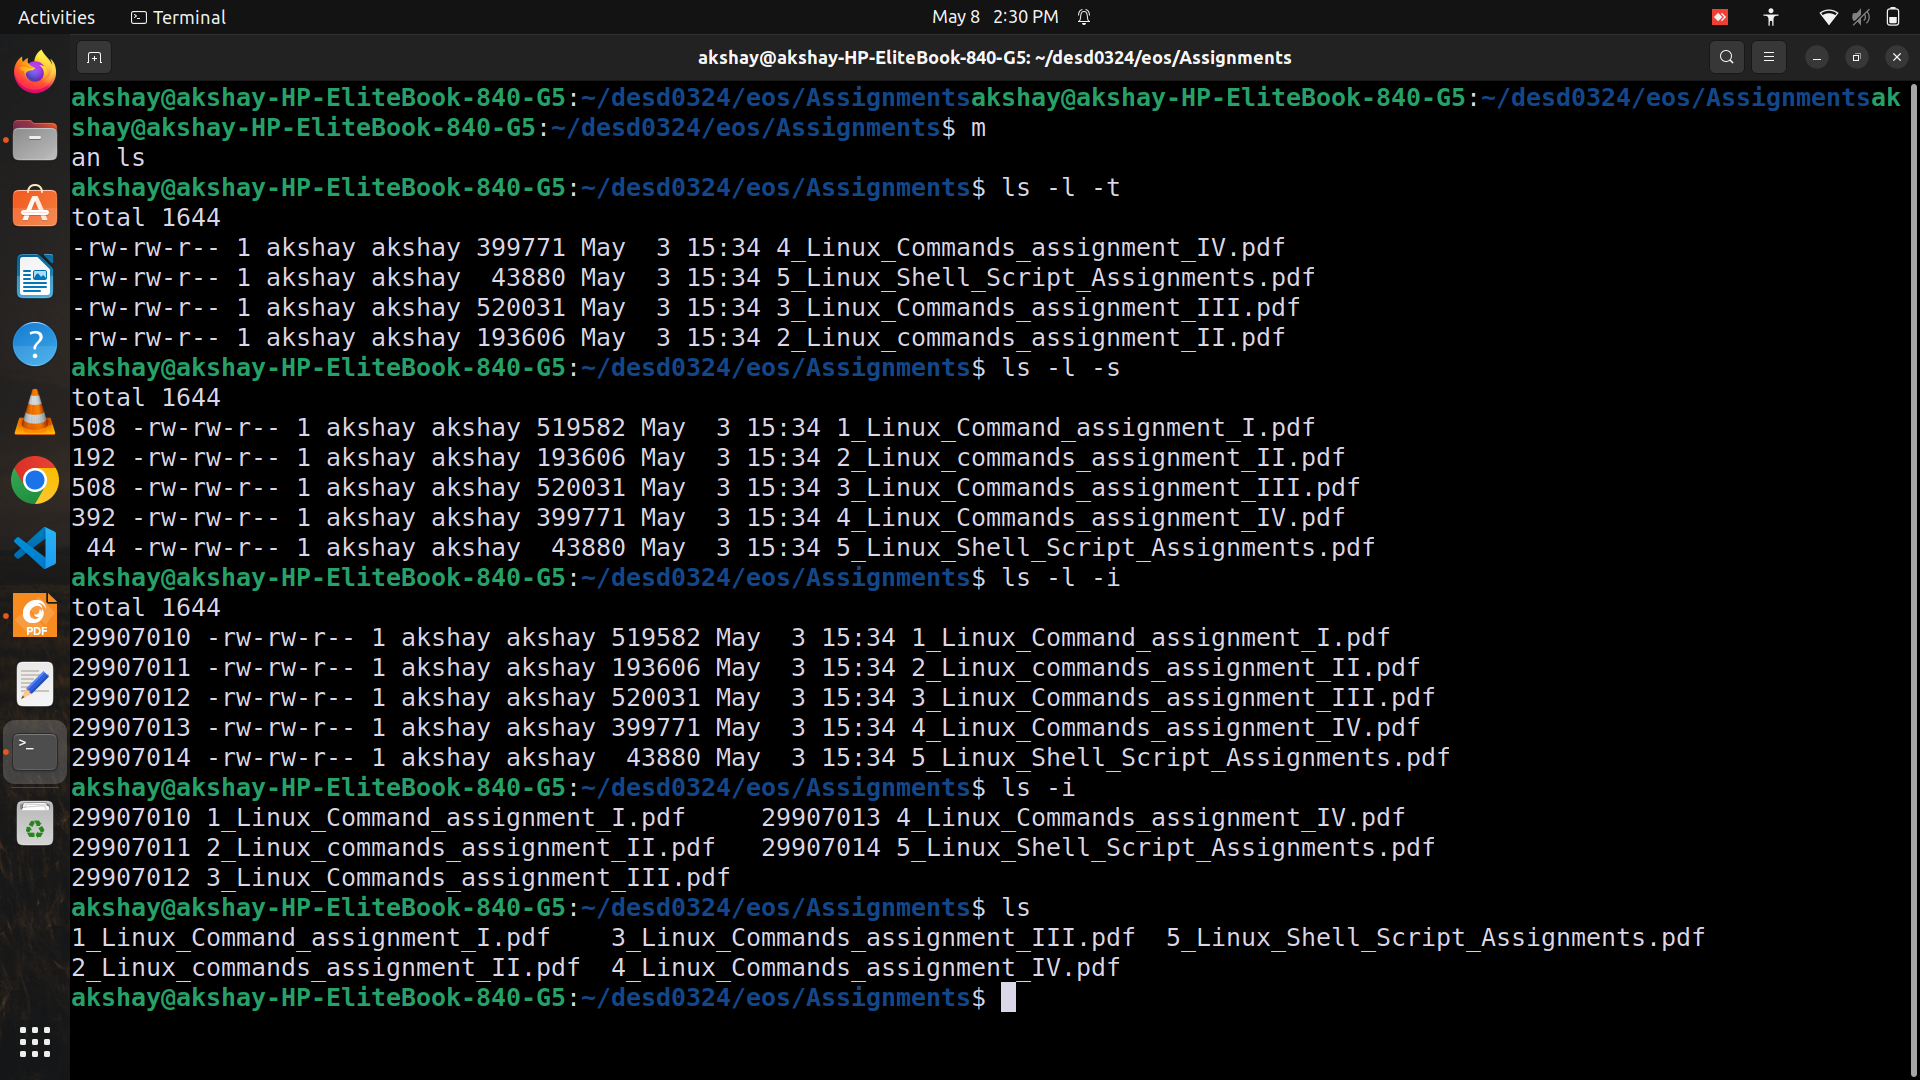 Activities Terminal May 8 2:30 PM
akshay@akshay-HP-EliteBook-840-G5: ~/desd0324/eos/Assignments
akshay@akshay-HP-EliteBook-840-G5:~/desd0324/eos/Assignmentsakshay@akshay-HP-EliteBook-840-G5:~/desd0324/eos/Assignmentsak
shay@akshay-HP-EliteBook-840-G5:~/desd0324/eos/Assignments$ m
an ls
akshay@akshay-HP-EliteBook-840-G5:~/desd0324/eos/Assignments$ ls -l -t
total 1644
-rw-rw-r-- 1 akshay akshay 399771 May  3 15:34 4_Linux_Commands_assignment_IV.pdf
-rw-rw-r-- 1 akshay akshay  43880 May  3 15:34 5_Linux_Shell_Script_Assignments.pdf
-rw-rw-r-- 1 akshay akshay 520031 May  3 15:34 3_Linux_Commands_assignment_III.pdf
-rw-rw-r-- 1 akshay akshay 193606 May  3 15:34 2_Linux_commands_assignment_II.pdf
akshay@akshay-HP-EliteBook-840-G5:~/desd0324/eos/Assignments$ ls -l -s
total 1644
508 -rw-rw-r-- 1 akshay akshay 519582 May  3 15:34 1_Linux_Command_assignment_I.pdf
192 -rw-rw-r-- 1 akshay akshay 193606 May  3 15:34 2_Linux_commands_assignment_II.pdf
508 -rw-rw-r-- 1 akshay akshay 520031 May  3 15:34 3_Linux_Commands_assignment_III.pdf
392 -rw-rw-r-- 1 akshay akshay 399771 May  3 15:34 4_Linux_Commands_assignment_IV.pdf
 44 -rw-rw-r-- 1 akshay akshay  43880 May  3 15:34 5_Linux_Shell_Script_Assignments.pdf
akshay@akshay-HP-EliteBook-840-G5:~/desd0324/eos/Assignments$ ls -l -i
total 1644
29907010 -rw-rw-r-- 1 akshay akshay 519582 May  3 15:34 1_Linux_Command_assignment_I.pdf
29907011 -rw-rw-r-- 1 akshay akshay 193606 May  3 15:34 2_Linux_commands_assignment_II.pdf
29907012 -rw-rw-r-- 1 akshay akshay 520031 May  3 15:34 3_Linux_Commands_assignment_III.pdf
29907013 -rw-rw-r-- 1 akshay akshay 399771 May  3 15:34 4_Linux_Commands_assignment_IV.pdf
29907014 -rw-rw-r-- 1 akshay akshay  43880 May  3 15:34 5_Linux_Shell_Script_Assignments.pdf
akshay@akshay-HP-EliteBook-840-G5:~/desd0324/eos/Assignments$ ls -i
29907010 1_Linux_Command_assignment_I.pdf     29907013 4_Linux_Commands_assignment_IV.pdf
29907011 2_Linux_commands_assignment_II.pdf   29907014 5_Linux_Shell_Script_Assignments.pdf
29907012 3_Linux_Commands_assignment_III.pdf
akshay@akshay-HP-EliteBook-840-G5:~/desd0324/eos/Assignments$ ls
1_Linux_Command_assignment_I.pdf    3_Linux_Commands_assignment_III.pdf  5_Linux_Shell_Script_Assignments.pdf
2_Linux_commands_assignment_II.pdf  4_Linux_Commands_assignment_IV.pdf
akshay@akshay-HP-EliteBook-840-G5:~/desd0324/eos/Assignments$
PDF